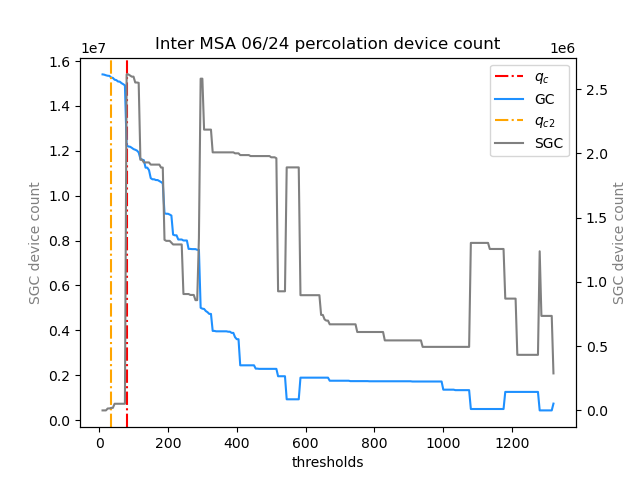 Inter MSA 06/24 percolation device count
1e7
1e6
1.6
1.4
1.2
1.0
0.8
0.6
0.4
0.2
0.0
SGC device count
2.5
2.0
1.5
1.0
0.5
0.0
SGC device count
q_c
GC
q_{c2}
SGC
0 200 400 600 800 1000 1200
thresholds